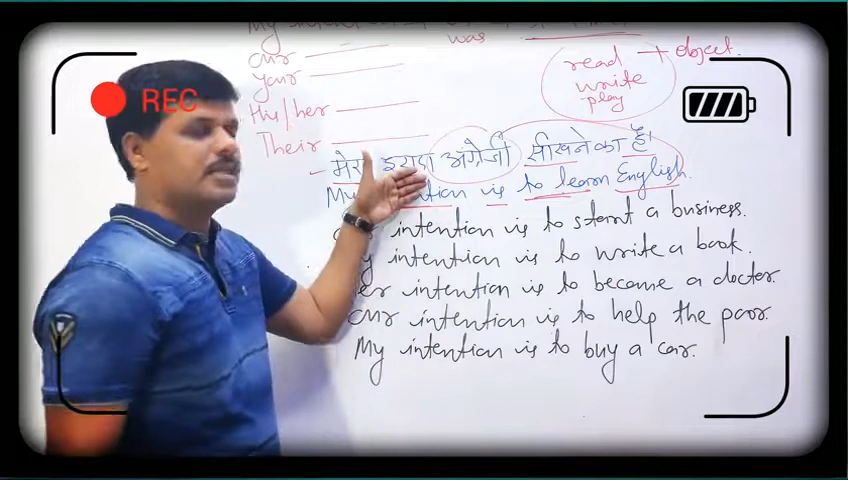 My intent
was
our
your
His/her
Their
read + object.
write
play
मेरा इरादा अंग्रेजी सीखने का है।
My intention is to learn English.
intention is to start a business.
My intention is to write a book.
Her intention is to become a doctor.
our intention is to help the poor.
My intention is to buy a car.
REC